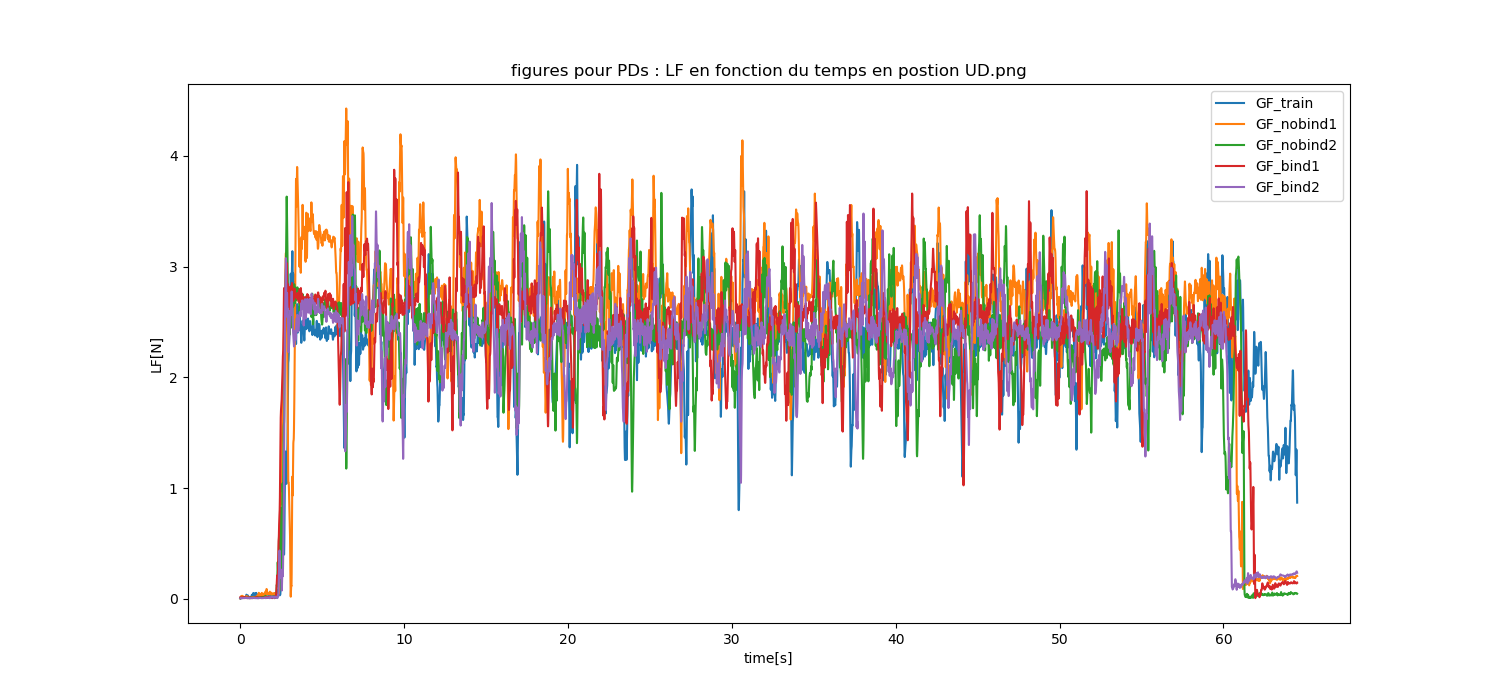 figures pour PDs : LF en fonction du temps en postion UD.png
GF_train
GF_nobind1
GF_nobind2
GF_bind1
GF_bind2
LF[N]
4
3
2
1
0
0 10 20 30 40 50 60
time[s]